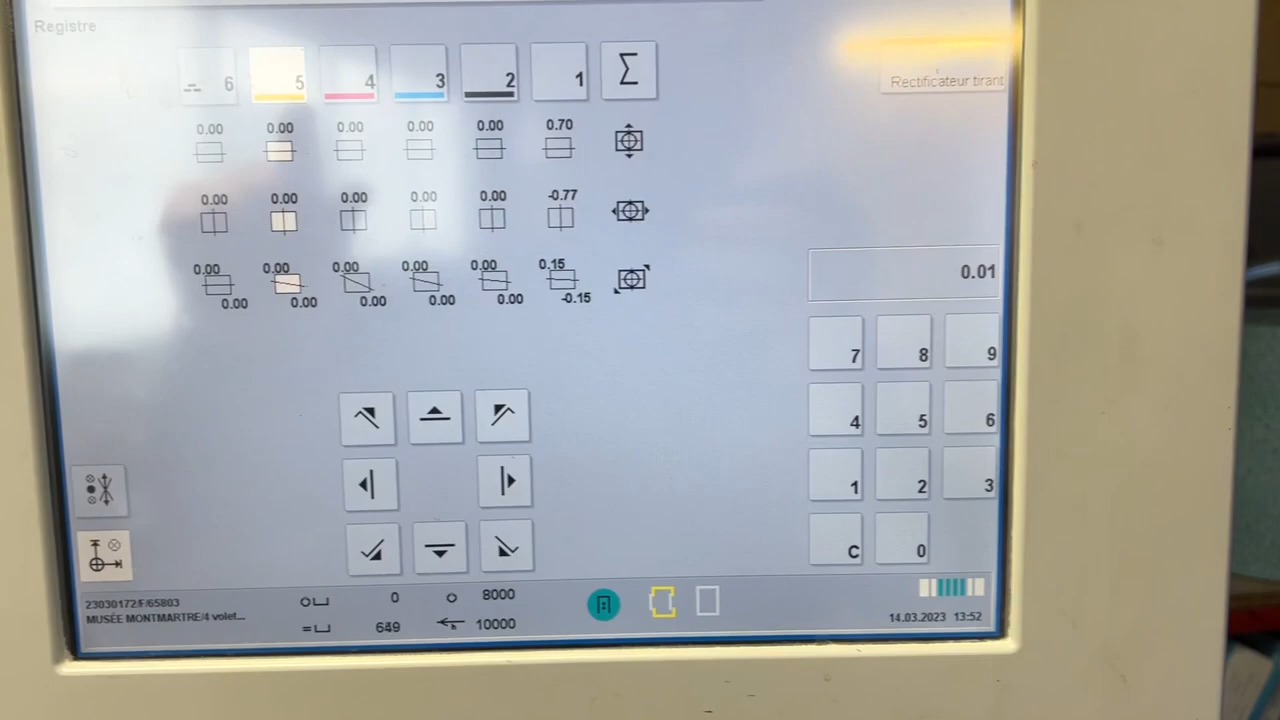 Registre
Rectificateur tirant
6 5 4 3 2 1 Σ
0.00 0.00 0.00 0.00 0.00 0.70
0.00 0.00 0.00 0.00 0.00 -0.77
0.00 0.00 0.00 0.00 0.00 0.15
0.00 0.00 0.00 0.00 0.00 -0.15
0.01
7 8 9
4 5 6
1 2 3
C 0
23030172/F/65803
MUSÉE MONTMARTRE/4 volet...
0 8000
649 10000
14.03.2023 13:52